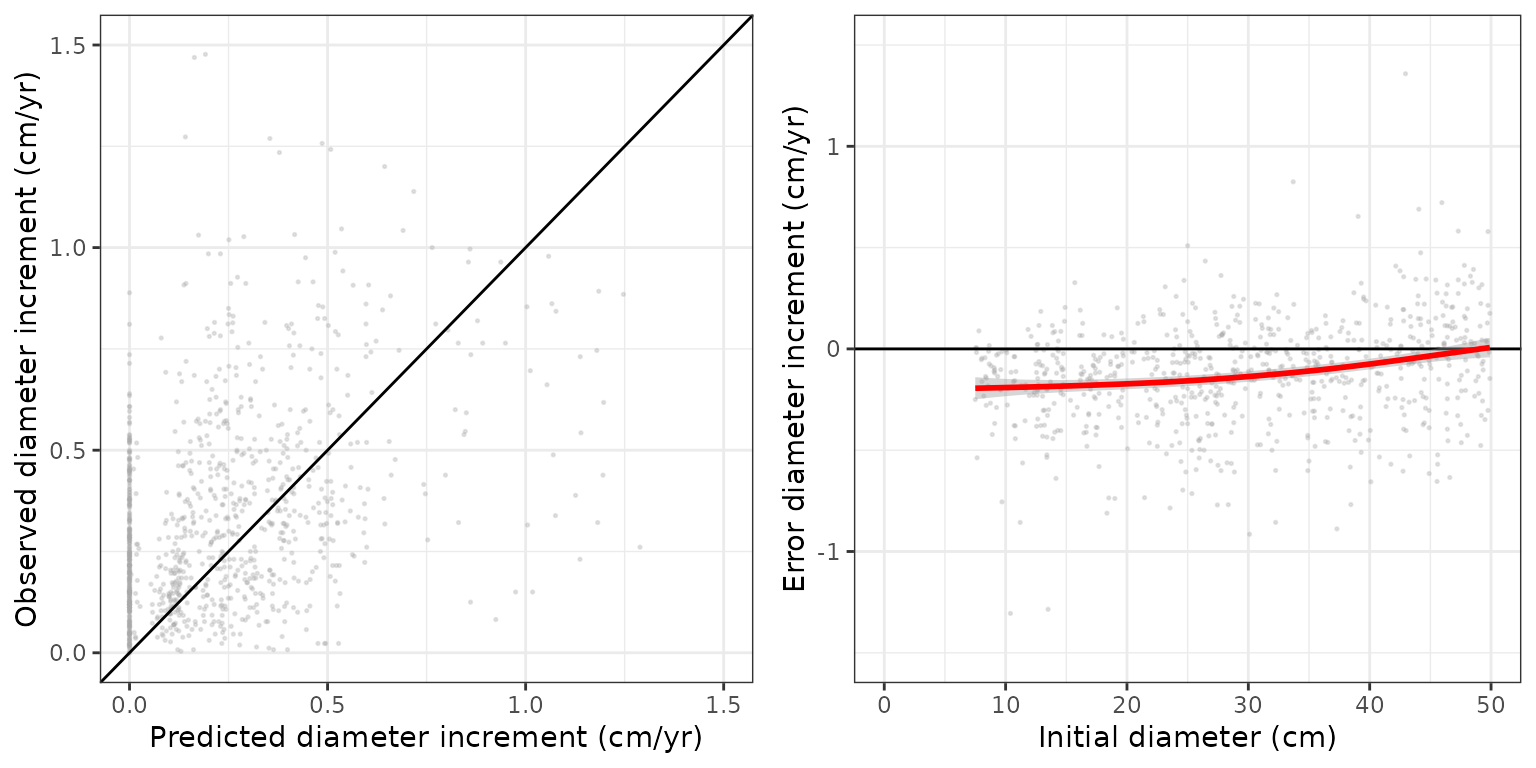 Observed diameter increment (cm/yr)
1.5
1.0
0.5
0.0
0.0 0.5 1.0 1.5
Predicted diameter increment (cm/yr)
Error diameter increment (cm/yr)
1
0
-1
0 10 20 30 40 50
Initial diameter (cm)